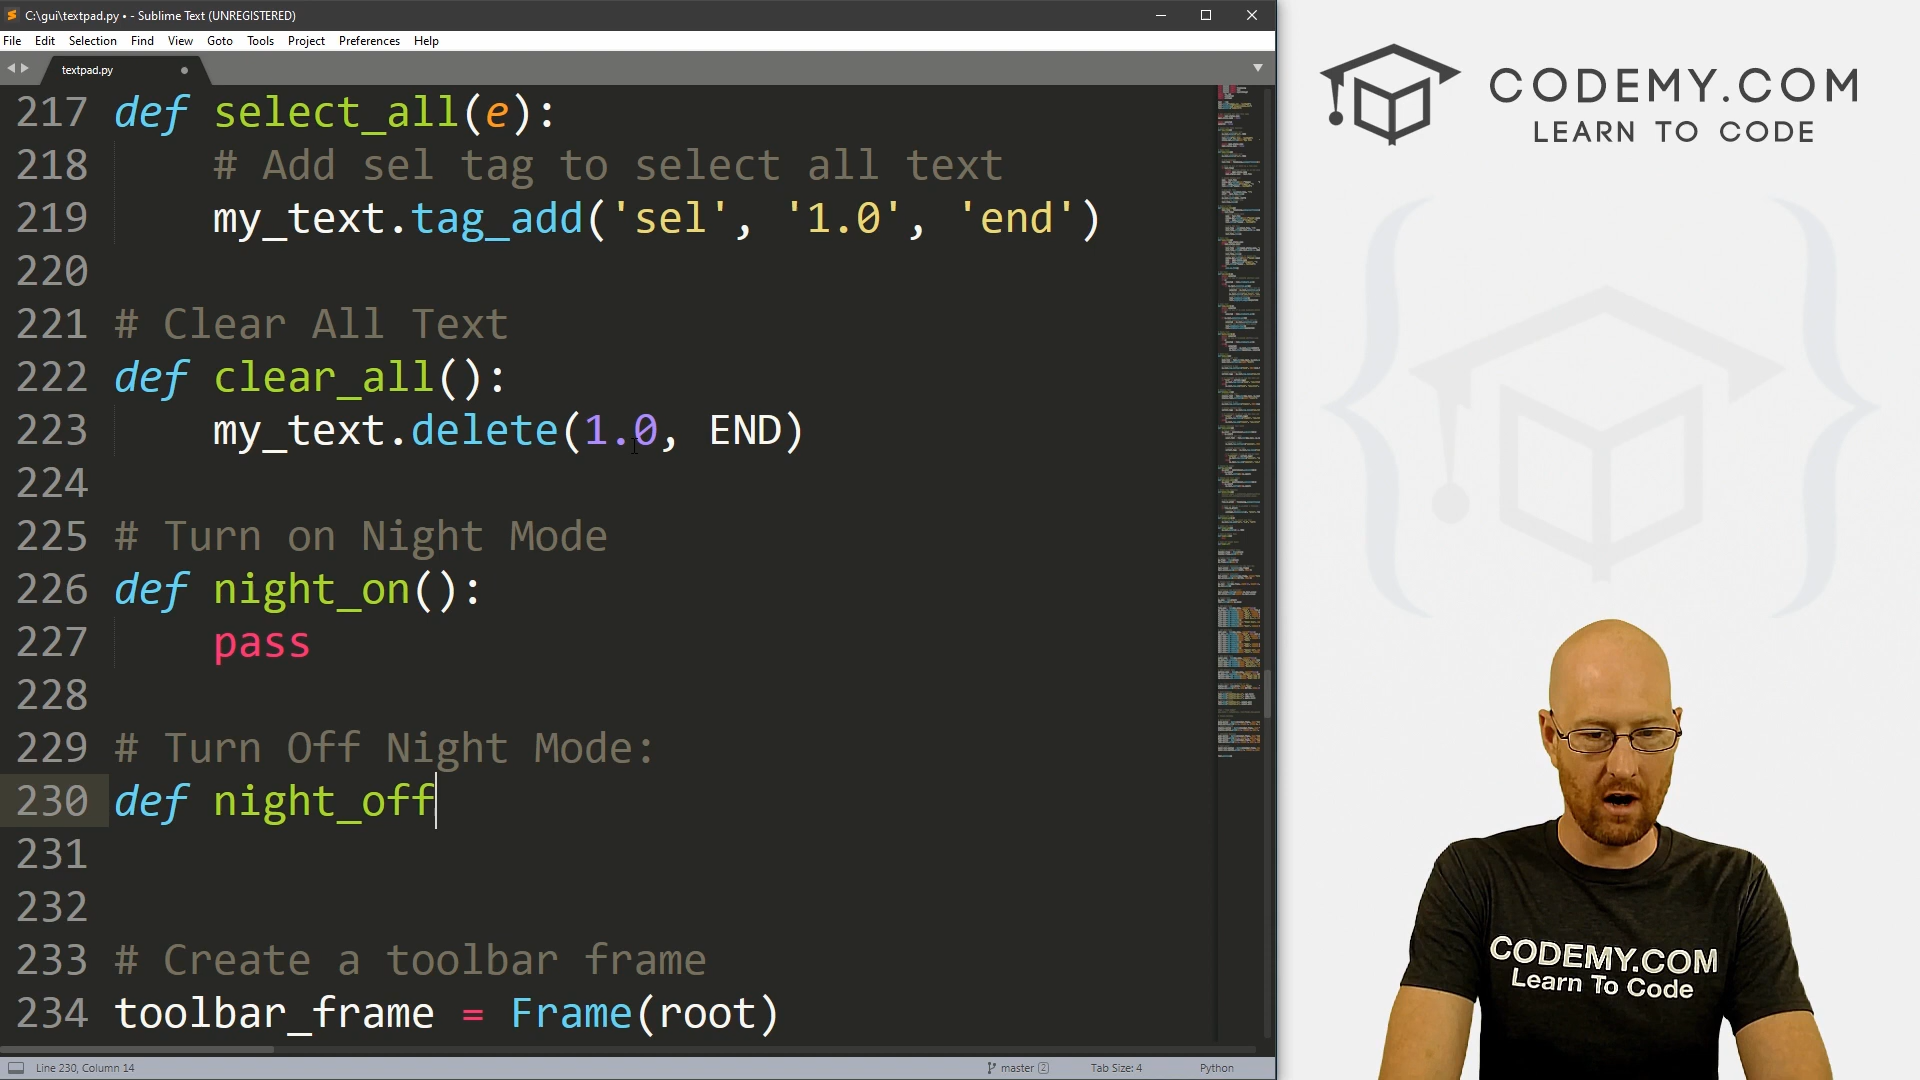 C:\gui\textpad.py • - Sublime Text (UNREGISTERED)
File Edit Selection Find View Goto Tools Project Preferences Help
textpad.py
217 def select_all(e):
218 # Add sel tag to select all text
219 my_text.tag_add('sel', '1.0', 'end')
220
221 # Clear All Text
222 def clear_all():
223 my_text.delete(1.0, END)
224
225 # Turn on Night Mode
226 def night_on():
227 pass
228
229 # Turn Off Night Mode:
230 def night_off
231
232
233 # Create a toolbar frame
234 toolbar_frame = Frame(root)
Line 230, Column 14
master 2
Tab Size: 4
Python
CODEMY.COM
LEARN TO CODE
CODEMY.COM
Learn To Code